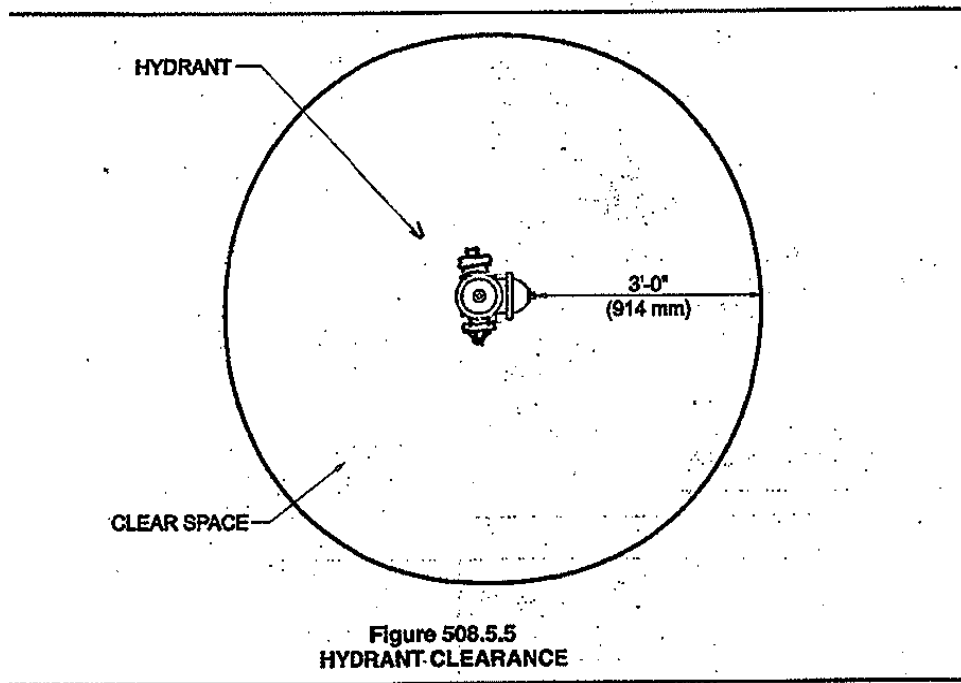 HYDRANT
3'-0"
(914 mm)
CLEAR SPACE
Figure 508.5.5
HYDRANT CLEARANCE